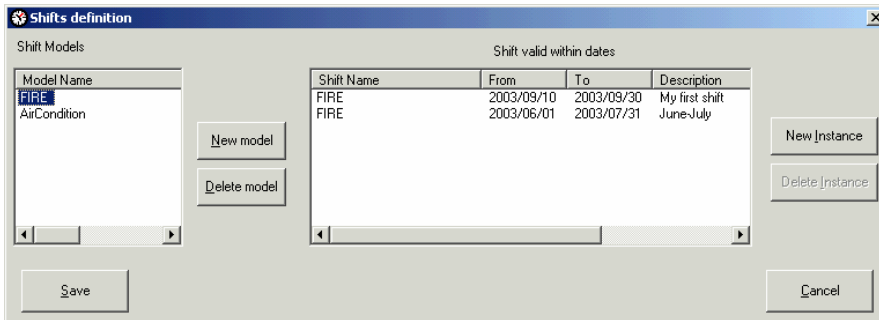 Shifts definition
Shift Models
Shift valid within dates
Model Name
FIRE
AirCondition
New model
Delete model
Shift Name From To Description
FIRE 2003/09/10 2003/09/30 My first shift
FIRE 2003/06/01 2003/07/31 June-July
New Instance
Delete Instance
Save
Cancel